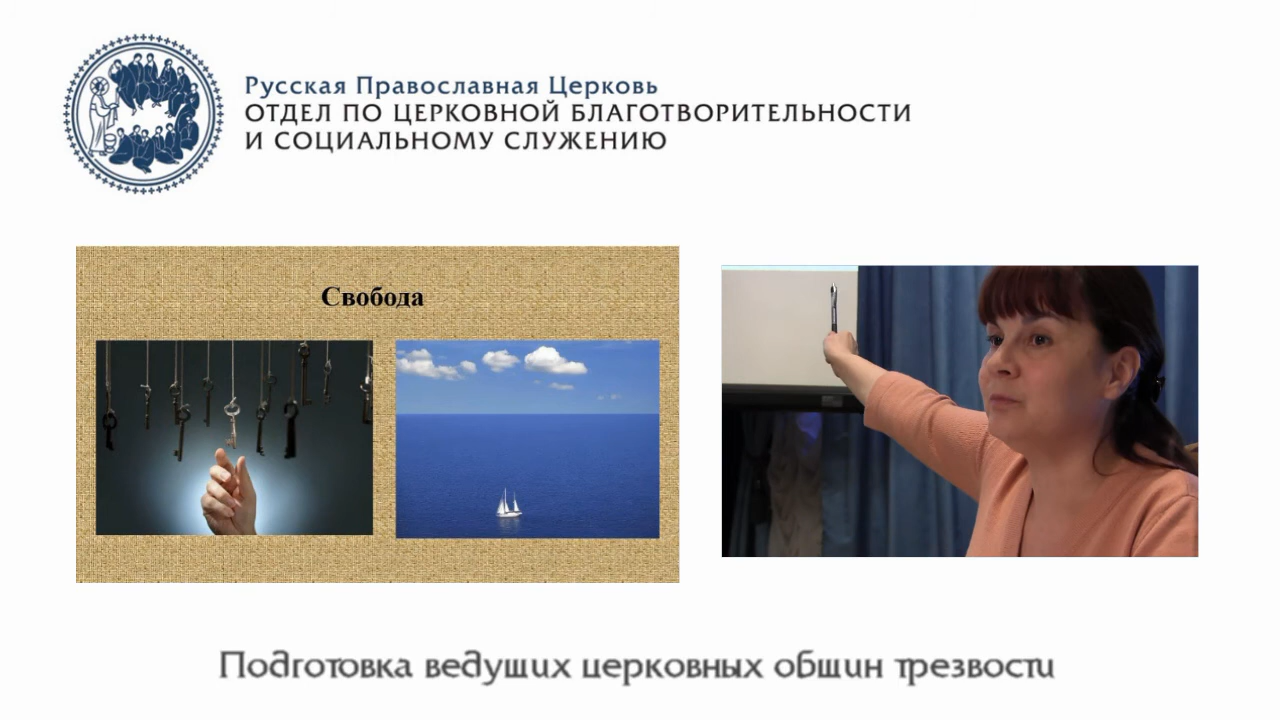 Русская Православная Церковь
ОТДЕЛ ПО ЦЕРКОВНОЙ БЛАГОТВОРИТЕЛЬНОСТИ
И СОЦИАЛЬНОМУ СЛУЖЕНИЮ
Свобода
Подготовка ведущих церковных общин трезвости